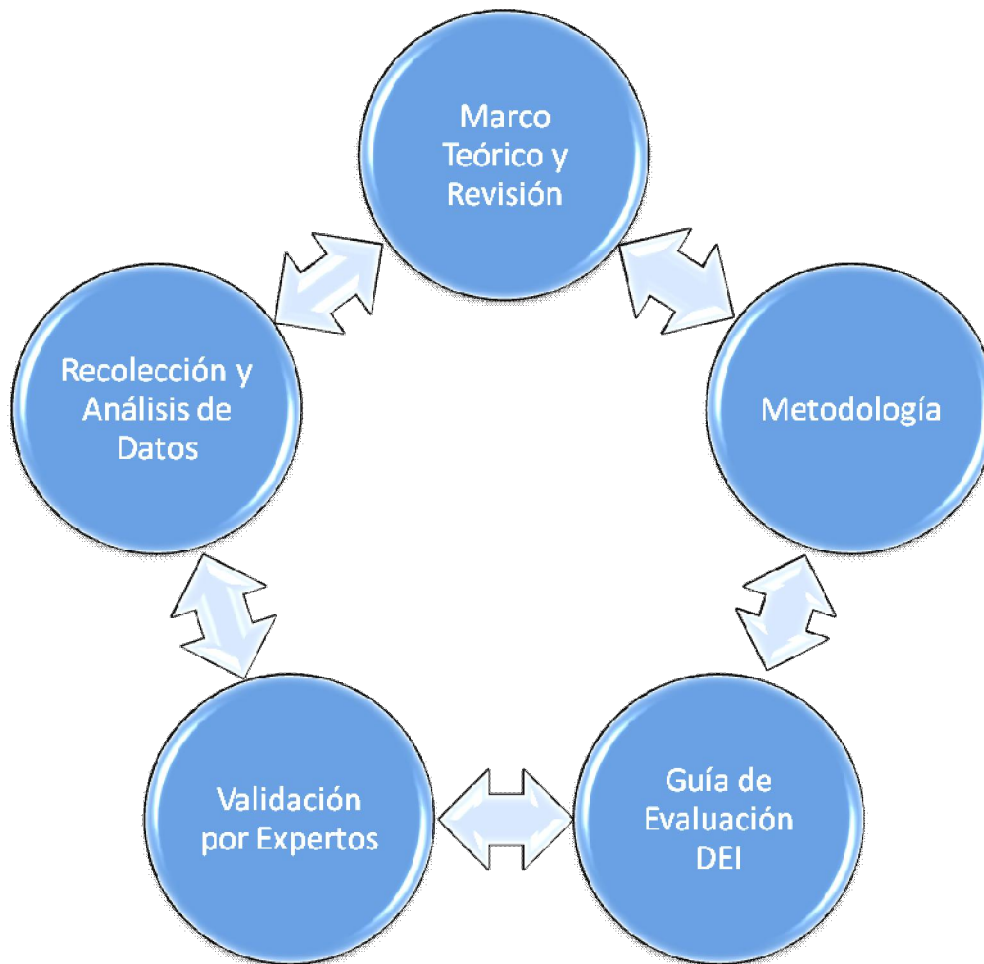 Marco
Teórico y
Revisión
Metodología
Guía de
Evaluación
DEI
Validación
por Expertos
Recolección y
Análisis de
Datos